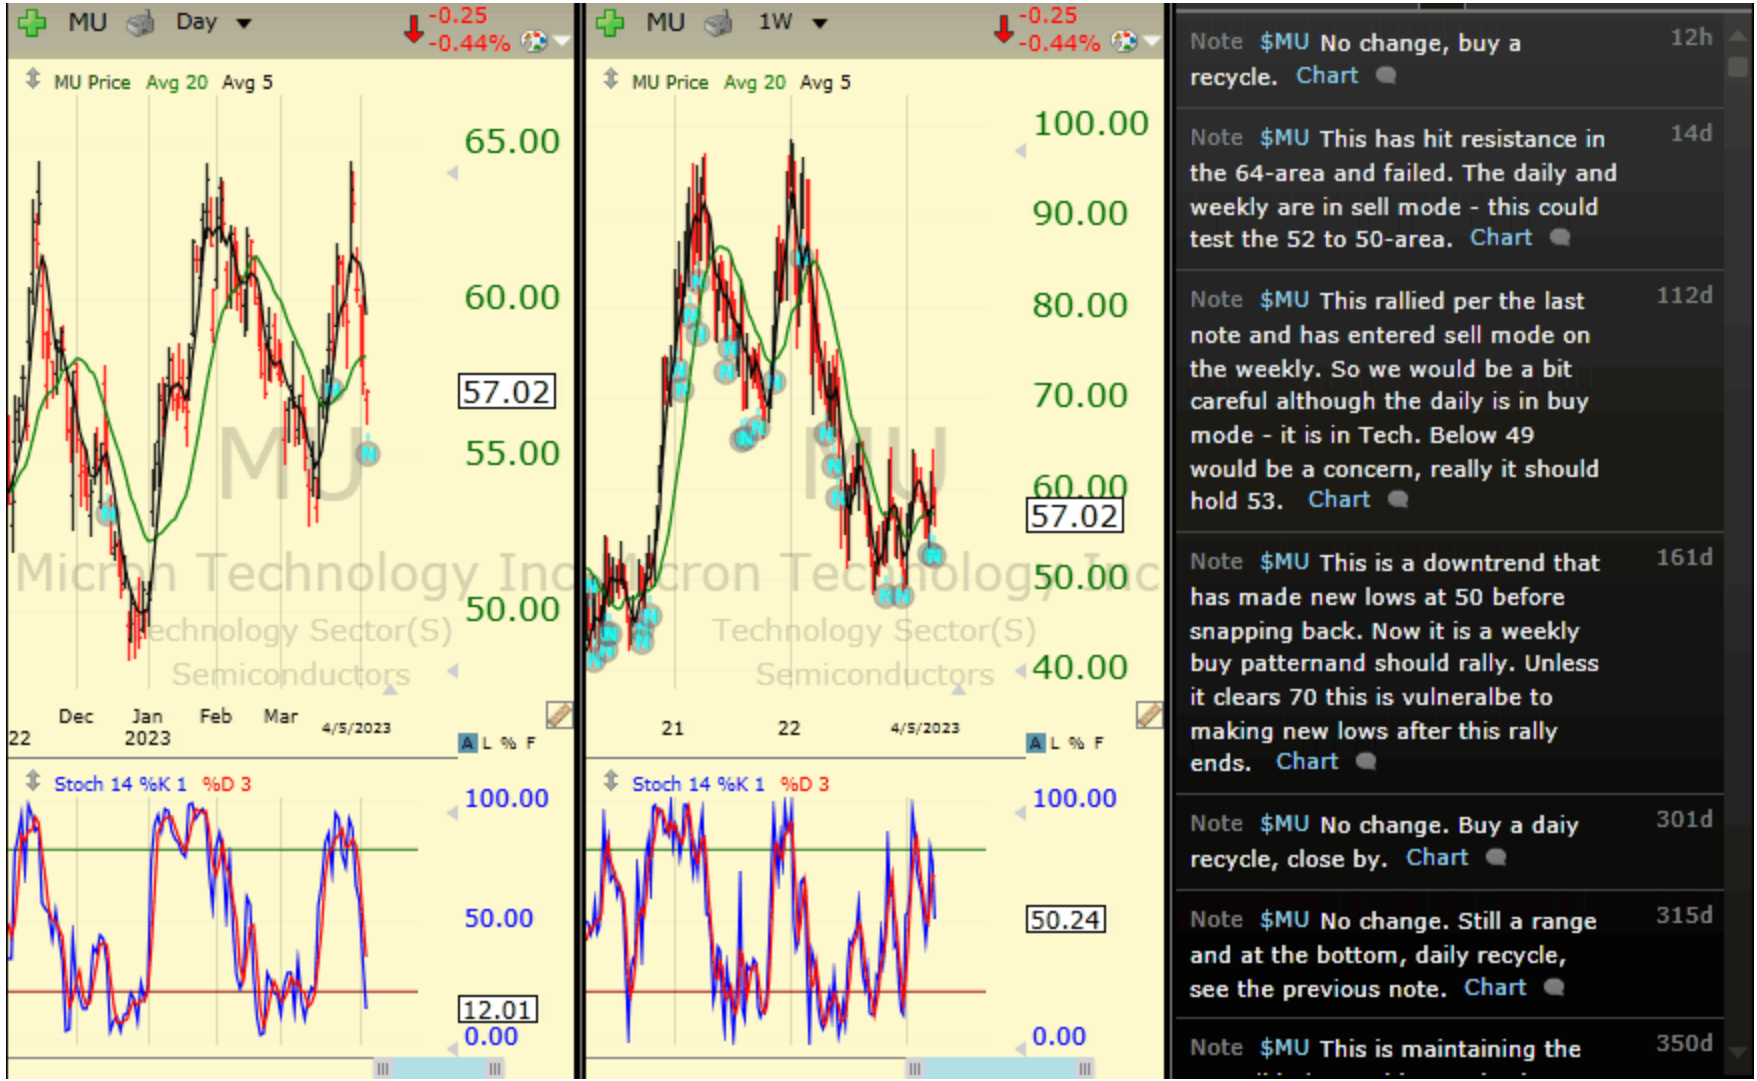 MU Day
-0.25
-0.44%
MU Price Avg 20 Avg 5
65.00
60.00
57.02
55.00
50.00
MU
Micron Technology Inc
Technology Sector(S)
Semiconductors
Dec Jan Feb Mar 4/5/2023
22 2023
A L % F
Stoch 14 %K 1 %D 3
100.00
50.00
12.01
0.00
MU 1W
-0.25
-0.44%
MU Price Avg 20 Avg 5
100.00
90.00
80.00
70.00
60.00
57.02
50.00
40.00
MU
Micron Technology Inc
Technology Sector(S)
Semiconductors
21 22 4/5/2023
A L % F
Stoch 14 %K 1 %D 3
100.00
50.24
0.00
Note $MU No change, buy a 12h
recycle. Chart
Note $MU This has hit resistance in 14d
the 64-area and failed. The daily and
weekly are in sell mode - this could
test the 52 to 50-area. Chart
Note $MU This rallied per the last 112d
note and has entered sell mode on
the weekly. So we would be a bit
careful although the daily is in buy
mode - it is in Tech. Below 49
would be a concern, really it should
hold 53. Chart
Note $MU This is a downtrend that 161d
has made new lows at 50 before
snapping back. Now it is a weekly
buy patternand should rally. Unless
it clears 70 this is vulneralbe to
making new lows after this rally
ends. Chart
Note $MU No change. Buy a daiy 301d
recycle, close by. Chart
Note $MU No change. Still a range 315d
and at the bottom, daily recycle,
see the previous note. Chart
Note $MU This is maintaining the 350d